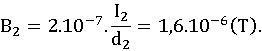 B₂ = 2.10⁻⁷. I₂/d₂ = 1,6.10⁻⁶(T).